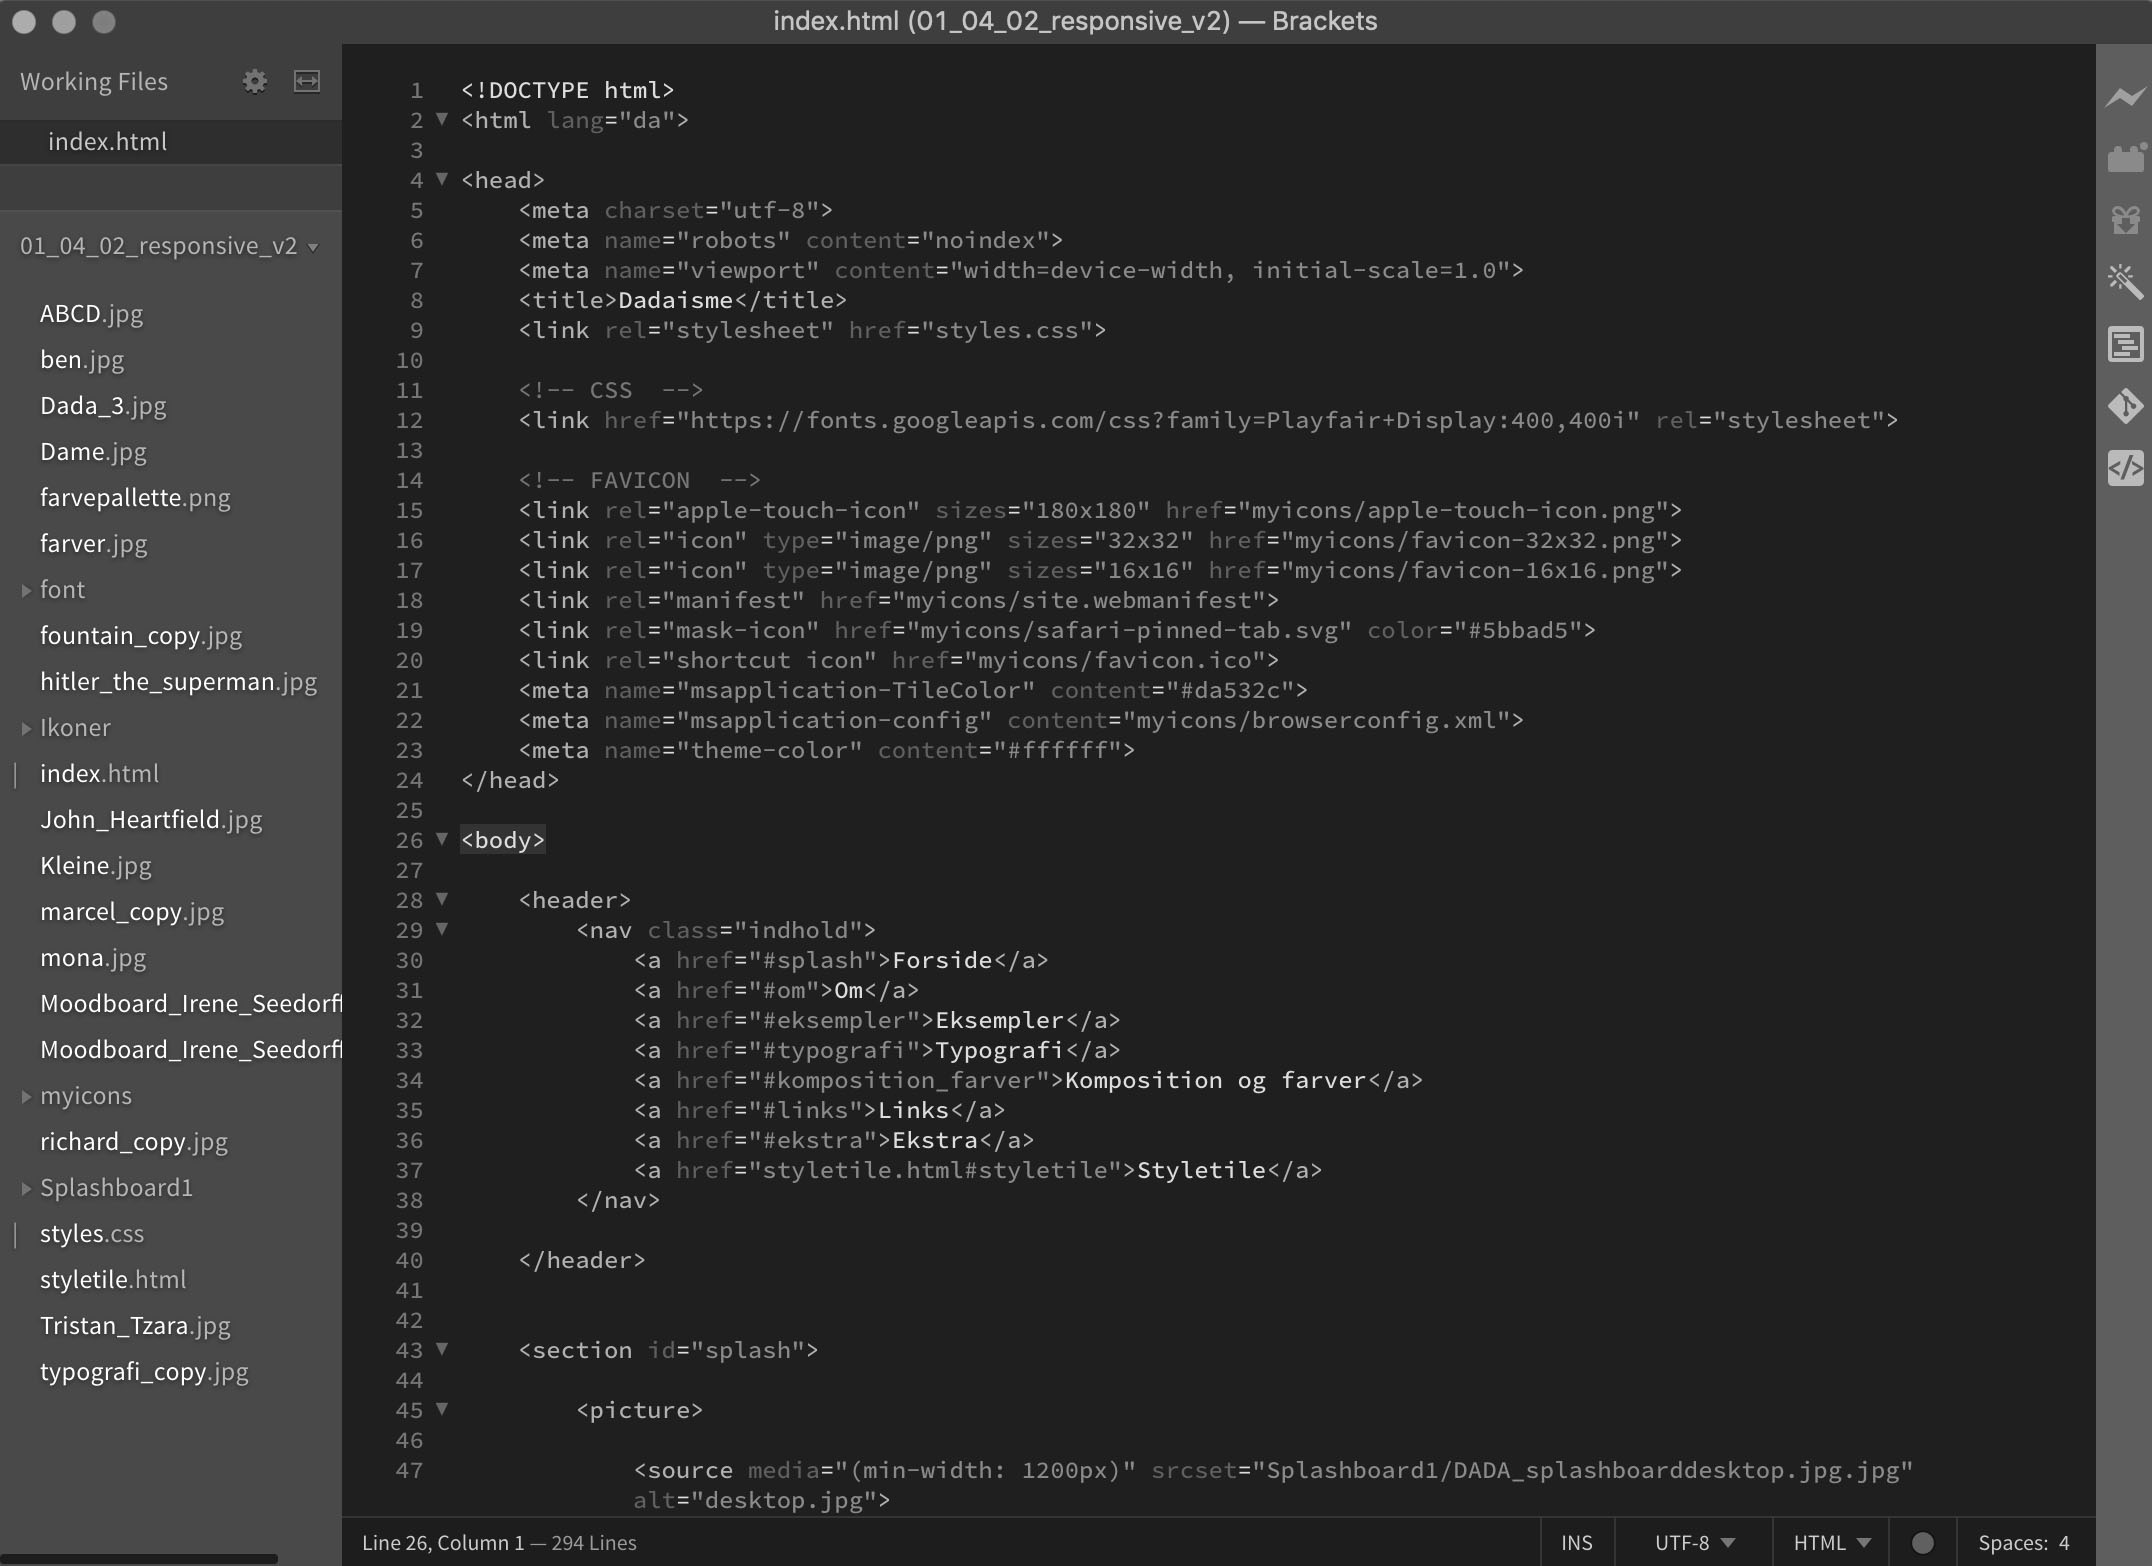 index.html (01_04_02_responsive_v2) — Brackets
Working Files
index.html
01_04_02_responsive_v2
ABCD.jpg
ben.jpg
Dada_3.jpg
Dame.jpg
farvepallette.png
farver.jpg
font
fountain_copy.jpg
hitler_the_superman.jpg
Ikoner
index.html
John_Heartfield.jpg
Kleine.jpg
marcel_copy.jpg
mona.jpg
Moodboard_Irene_Seedorff
Moodboard_Irene_Seedorff
myicons
richard_copy.jpg
Splashboard1
styles.css
styletile.html
Tristan_Tzara.jpg
typografi_copy.jpg
1 <!DOCTYPE html>
2 <html lang="da">
3
4 <head>
5 <meta charset="utf-8">
6 <meta name="robots" content="noindex">
7 <meta name="viewport" content="width=device-width, initial-scale=1.0">
8 <title>Dadaisme</title>
9 <link rel="stylesheet" href="styles.css">
10
11 <!-- CSS  -->
12 <link href="https://fonts.googleapis.com/css?family=Playfair+Display:400,400i" rel="stylesheet">
13
14 <!-- FAVICON  -->
15 <link rel="apple-touch-icon" sizes="180x180" href="myicons/apple-touch-icon.png">
16 <link rel="icon" type="image/png" sizes="32x32" href="myicons/favicon-32x32.png">
17 <link rel="icon" type="image/png" sizes="16x16" href="myicons/favicon-16x16.png">
18 <link rel="manifest" href="myicons/site.webmanifest">
19 <link rel="mask-icon" href="myicons/safari-pinned-tab.svg" color="#5bbad5">
20 <link rel="shortcut icon" href="myicons/favicon.ico">
21 <meta name="msapplication-TileColor" content="#da532c">
22 <meta name="msapplication-config" content="myicons/browserconfig.xml">
23 <meta name="theme-color" content="#ffffff">
24 </head>
25
26 <body>
27
28 <header>
29 <nav class="indhold">
30 <a href="#splash">Forside</a>
31 <a href="#om">Om</a>
32 <a href="#eksempler">Eksempler</a>
33 <a href="#typografi">Typografi</a>
34 <a href="#komposition_farver">Komposition og farver</a>
35 <a href="#links">Links</a>
36 <a href="#ekstra">Ekstra</a>
37 <a href="styletile.html#styletile">Styletile</a>
38 </nav>
39
40 </header>
41
42
43 <section id="splash">
44
45 <picture>
46
47 <source media="(min-width: 1200px)" srcset="Splashboard1/DADA_splashboarddesktop.jpg.jpg"
alt="desktop.jpg">
Line 26, Column 1 — 294 Lines
INS
UTF-8
HTML
Spaces: 4